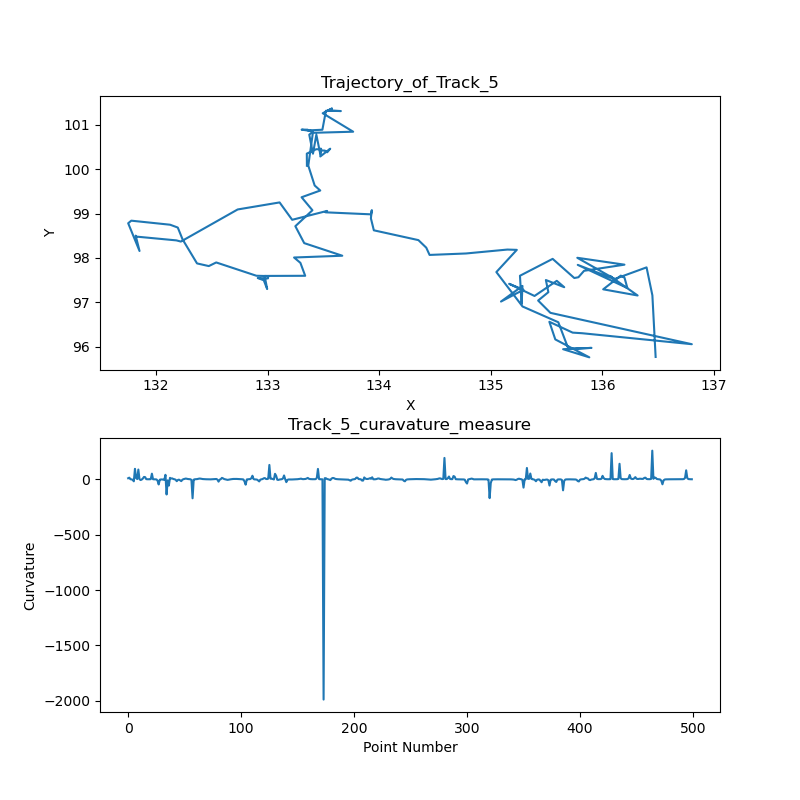 Trajectory_of_Track_5
101
100
99
98
97
96
Y
132 133 134 135 136 137
X
Track_5_curavature_measure
0
−500
−1000
−1500
−2000
Curvature
0 100 200 300 400 500
Point Number